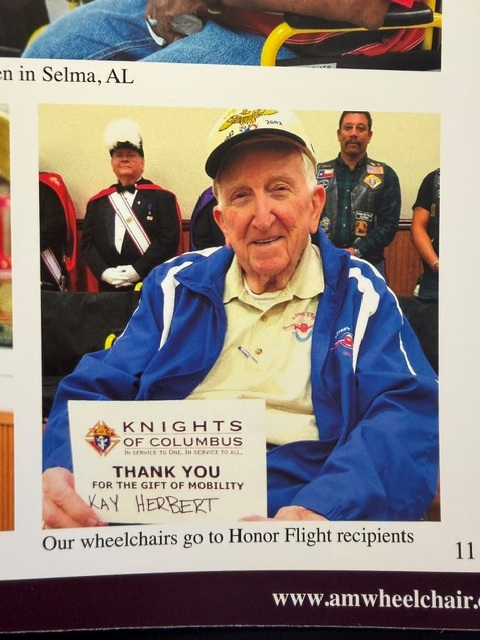 en in Selma, AL
2002
KNIGHTS
OF COLUMBUS
IN SERVICE TO ONE. IN SERVICE TO ALL.
THANK YOU
FOR THE GIFT OF MOBILITY
KAY HERBERT
Our wheelchairs go to Honor Flight recipients
11
www.amwheelchair.